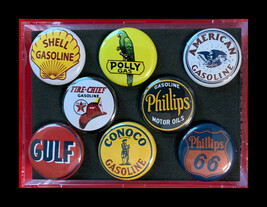 SHELL
GASOLINE
POLLY
GAS
AMERICAN
GASOLINE
FIRE-CHIEF
GASOLINE
GASOLINE
Phillips
MOTOR OILS
GULF
CONOCO
GASOLINE
Phillips
66